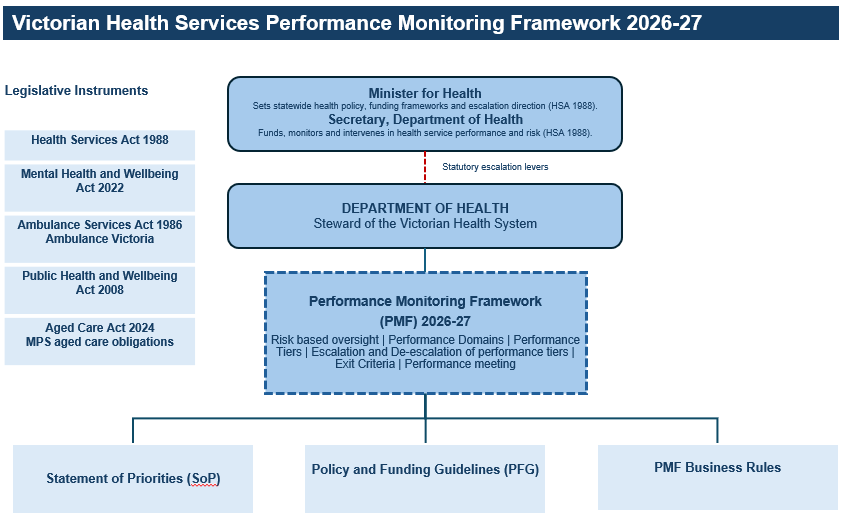 Victorian Health Services Performance Monitoring Framework 2026-27
Legislative Instruments
Health Services Act 1988
Mental Health and Wellbeing
Act 2022
Ambulance Services Act 1986
Ambulance Victoria
Public Health and Wellbeing
Act 2008
Aged Care Act 2024
MPS aged care obligations
Minister for Health
Sets statewide health policy, funding frameworks and escalation direction (HSA 1988).
Secretary, Department of Health
Funds, monitors and intervenes in health service performance and risk (HSA 1988).
Statutory escalation levers
DEPARTMENT OF HEALTH
Steward of the Victorian Health System
Performance Monitoring Framework
(PMF) 2026-27
Risk based oversight | Performance Domains | Performance
Tiers | Escalation and De-escalation of performance tiers |
Exit Criteria | Performance meeting
Statement of Priorities (SoP)
Policy and Funding Guidelines (PFG)
PMF Business Rules